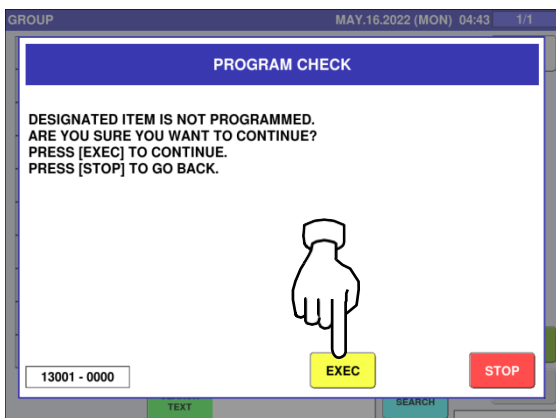 GROUP MAY.16.2022 (MON) 04:43 1/1
PROGRAM CHECK
DESIGNATED ITEM IS NOT PROGRAMMED.
ARE YOU SURE YOU WANT TO CONTINUE?
PRESS [EXEC] TO CONTINUE.
PRESS [STOP] TO GO BACK.
13001 - 0000
EXEC
STOP
TEXT
SEARCH